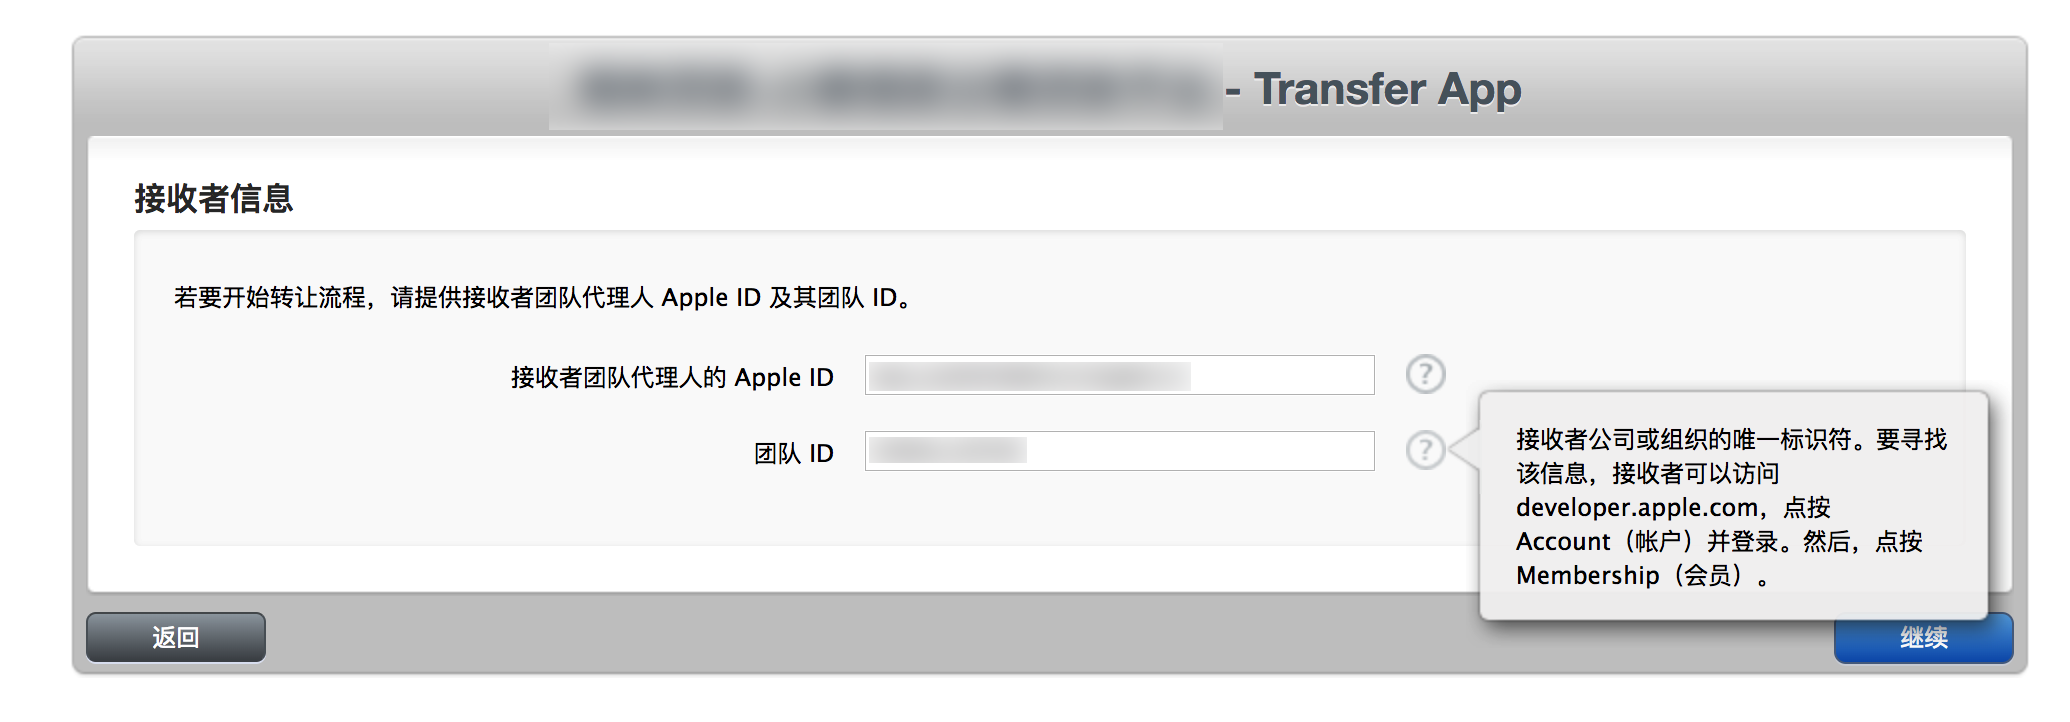 - Transfer App
接收者信息
若要开始转让流程，请提供接收者团队代理人 Apple ID 及其团队 ID。
接收者团队代理人的 Apple ID
?
团队 ID
?
接收者公司或组织的唯一标识符。要寻找
该信息，接收者可以访问
developer.apple.com，点按
Account（帐户）并登录。然后，点按
Membership（会员）。
返回
继续